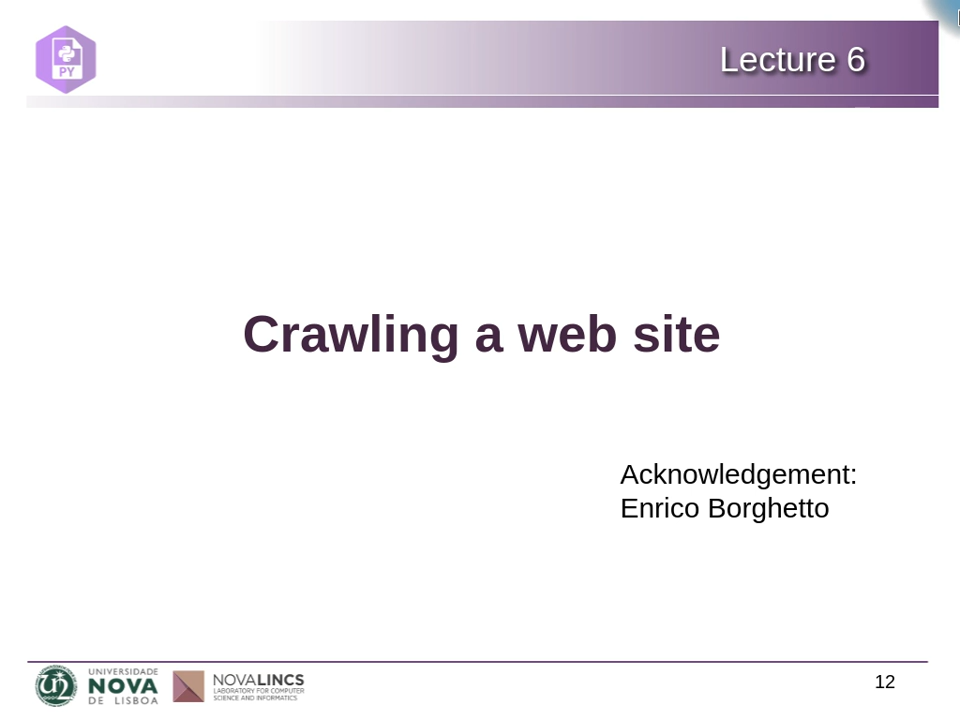 PY
Lecture 6
Crawling a web site
Acknowledgement:
Enrico Borghetto
UNIVERSIDADE
NOVA
DE LISBOA
NOVALINCS
LABORATORY FOR COMPUTER
SCIENCE AND INFORMATICS
12